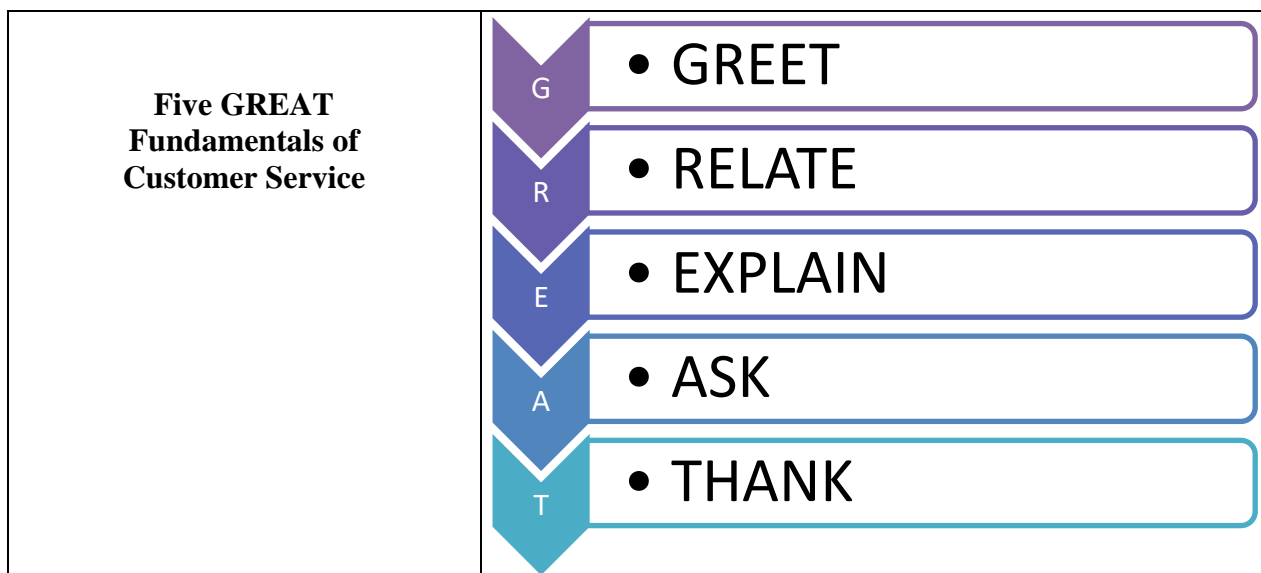 Five GREAT
Fundamentals of
Customer Service
G
• GREET
R
• RELATE
E
• EXPLAIN
A
• ASK
T
• THANK